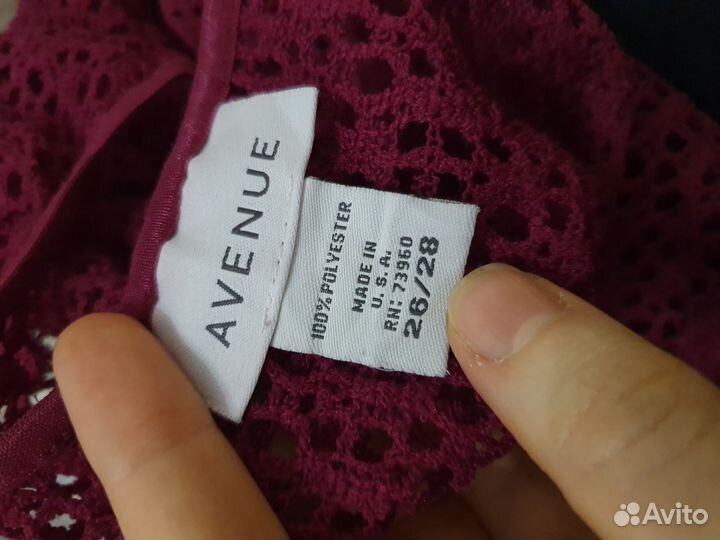 AVENUE
100% POLYESTER
MADE IN
U.S.A.
RN: 73960
26/28
Avito